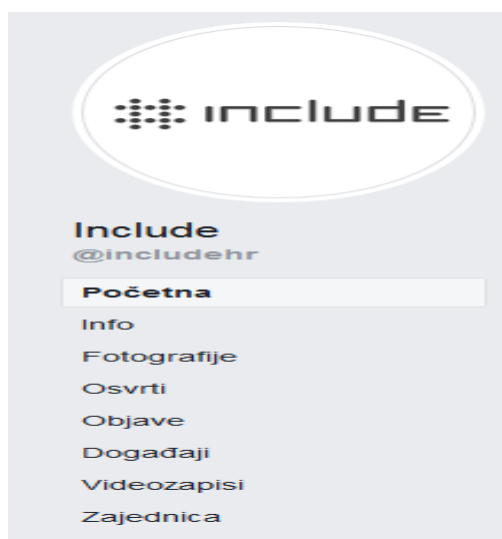 include
Include
@includehr
Početna
Info
Fotografije
Osvrti
Objave
Događaji
Videozapisi
Zajednica